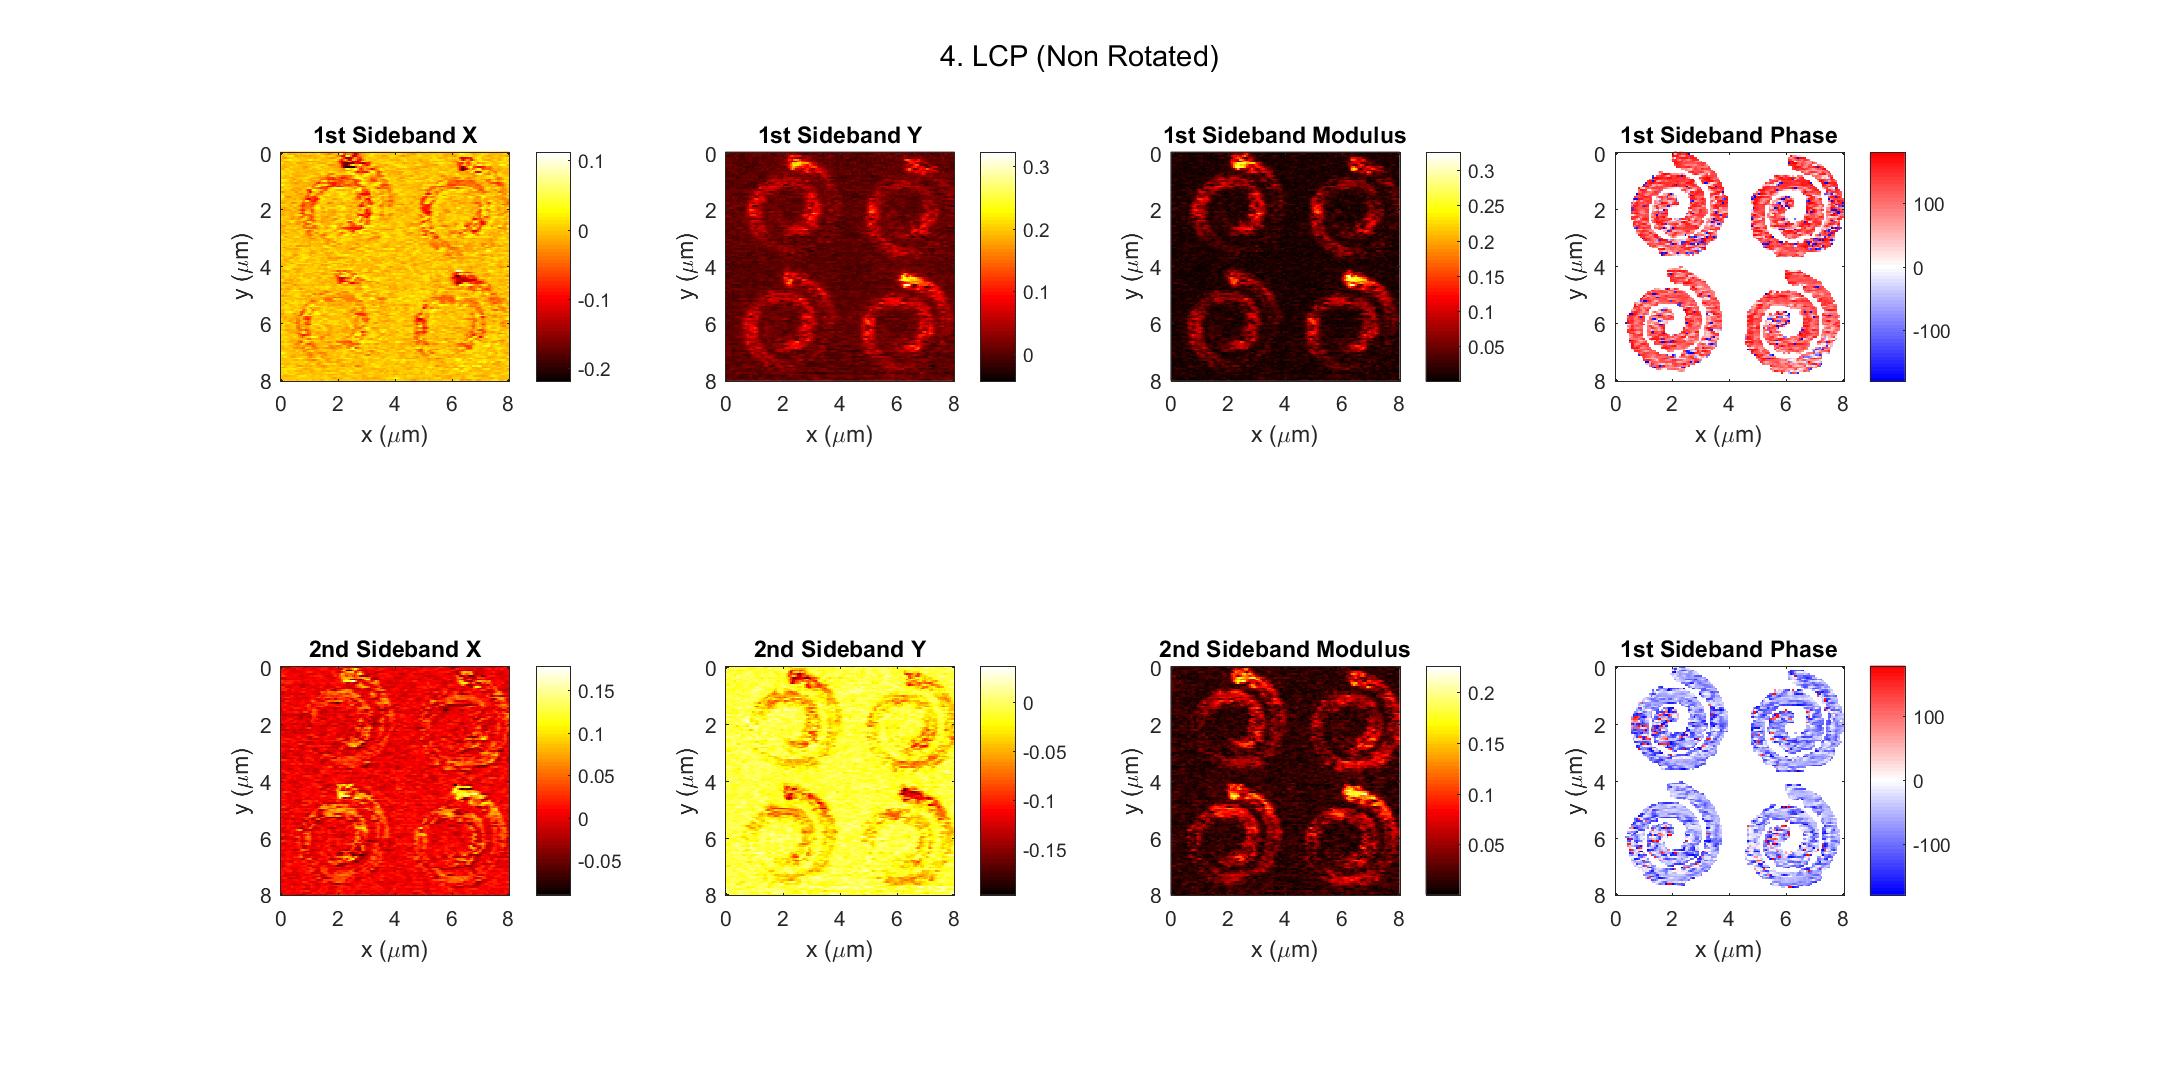 4. LCP (Non Rotated)
1st Sideband X
1st Sideband Y
1st Sideband Modulus
1st Sideband Phase
0
2
4
6
8
y (μm)
0 2 4 6 8
x (μm)
0.1
0
-0.1
-0.2
0
2
4
6
8
y (μm)
0 2 4 6 8
x (μm)
0.3
0.2
0.1
0
0
2
4
6
8
y (μm)
0 2 4 6 8
x (μm)
0.3
0.25
0.2
0.15
0.1
0.05
0
2
4
6
8
y (μm)
0 2 4 6 8
x (μm)
100
0
-100
2nd Sideband X
2nd Sideband Y
2nd Sideband Modulus
1st Sideband Phase
0
2
4
6
8
y (μm)
0 2 4 6 8
x (μm)
0.15
0.1
0.05
0
-0.05
0
2
4
6
8
y (μm)
0 2 4 6 8
x (μm)
0
-0.05
-0.1
-0.15
0
2
4
6
8
y (μm)
0 2 4 6 8
x (μm)
0.2
0.15
0.1
0.05
0
2
4
6
8
y (μm)
0 2 4 6 8
x (μm)
100
0
-100